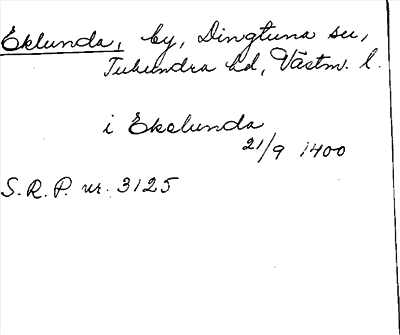 Eklunda, by, Dingtuna sn,
Tuhundra hd, Västm. l.
i Ekelunda
21/9 1400
S.R.P. nr. 3125